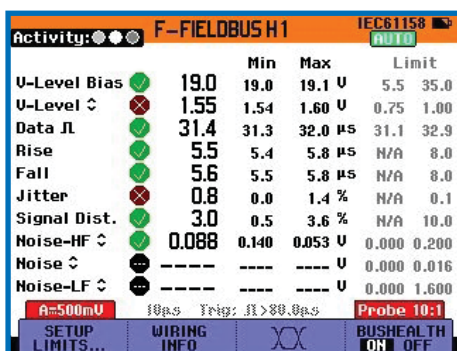 Activity: F-FIELDBUS H1 IEC61158
AUTO
Min Max Limit
V-Level Bias 19.0 19.0 19.1 V 5.5 35.0
V-Level 1.55 1.54 1.60 V 0.75 1.00
Data 31.4 31.3 32.0 µs 31.1 32.9
Rise 5.5 5.4 5.8 µs N/A 8.0
Fall 5.6 5.5 5.8 µs N/A 8.0
Jitter 0.8 0.0 1.4 % N/A 0.1
Signal Dist. 3.0 0.5 3.6 % N/A 10.0
Noise-HF 0.088 0.140 0.053 V 0.000 0.200
Noise ---- ---- ---- V 0.000 0.016
Noise-LF ---- ---- ---- V 0.000 1.600
A=500mV 10µs Trig: ⎍>80.0µs Probe 10:1
SETUP LIMITS... WIRING INFO BUSHEALTH ON OFF